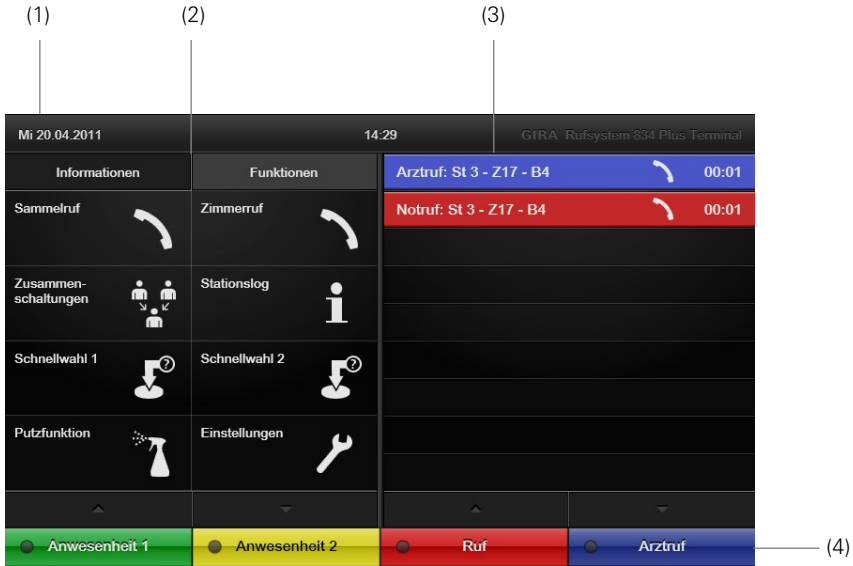 (1) (2) (3)
Mi 20.04.2011 14:29 GIRA Rufsystem 834 Plus Terminal
Informationen Funktionen
Arztruf: St 3 - Z17 - B4 00:01
Sammelruf Zimmerruf
Notruf: St 3 - Z17 - B4 00:01
Zusammen-
schaltungen
Stationslog
Schnellwahl 1 Schnellwahl 2
Putzfunktion Einstellungen
Anwesenheit 1 Anwesenheit 2 Ruf Arztruf (4)